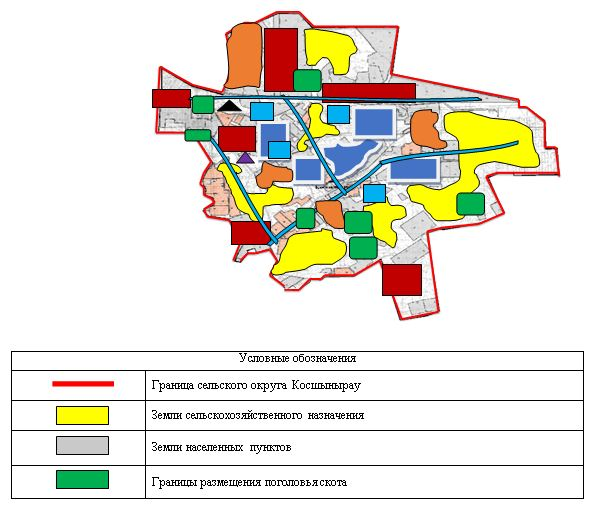 Условные обозначения
Граница сельского округа Косшынырау
Земли сельскохозяйственного назначения
Земли населенных пунктов
Границы размещения поголовья скота